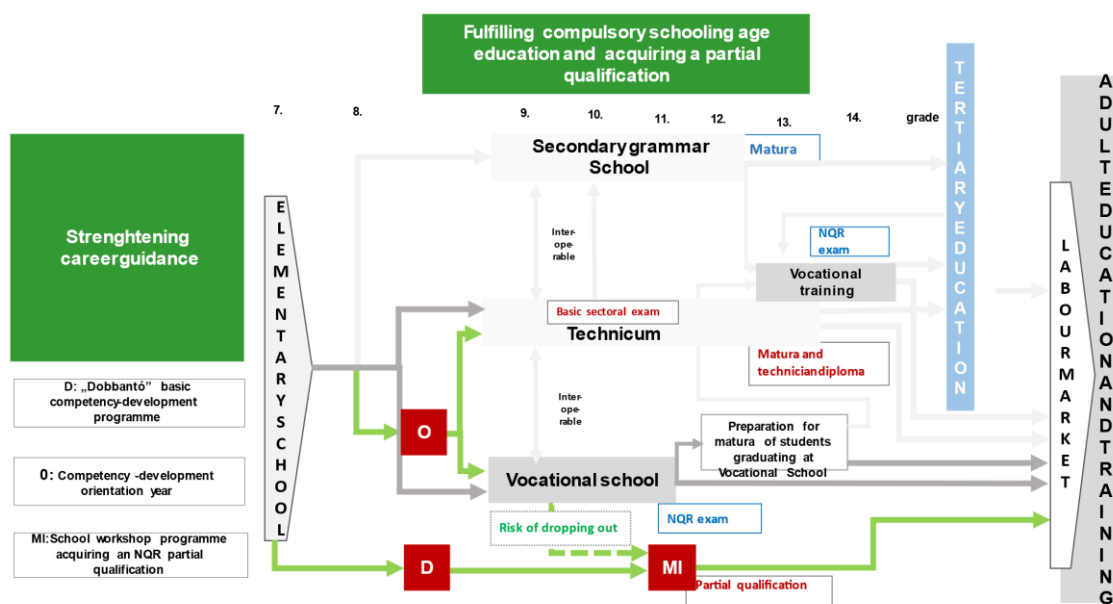 Fulfilling compulsory schooling age
education and acquiring a partial
qualification
7.
8.
9.
10.
11.
12.
13.
14.
grade
Strenghtening
careerguidance
D: „Dobbantó” basic
competency-development
programme
0: Competency -development
orientation year
MI:School workshop programme
acquiring an NQR partial
qualification
ELEMENTARYSCHOOL
Secondary grammar
School
Matura
Inter-
ope-
rable
NQR
exam
Vocational
training
Basic sectoral exam
Technicum
Matura and
techniciandiploma
O
Inter-
ope-
rable
Preparation for
matura of students
graduating at
Vocational School
Vocational school
Risk of dropping out
NQR exam
D
MI
Partial qualification
TERTIARYEDUCATION
LABOURMARKET
ADULTEDUCATIONANDTRAINING